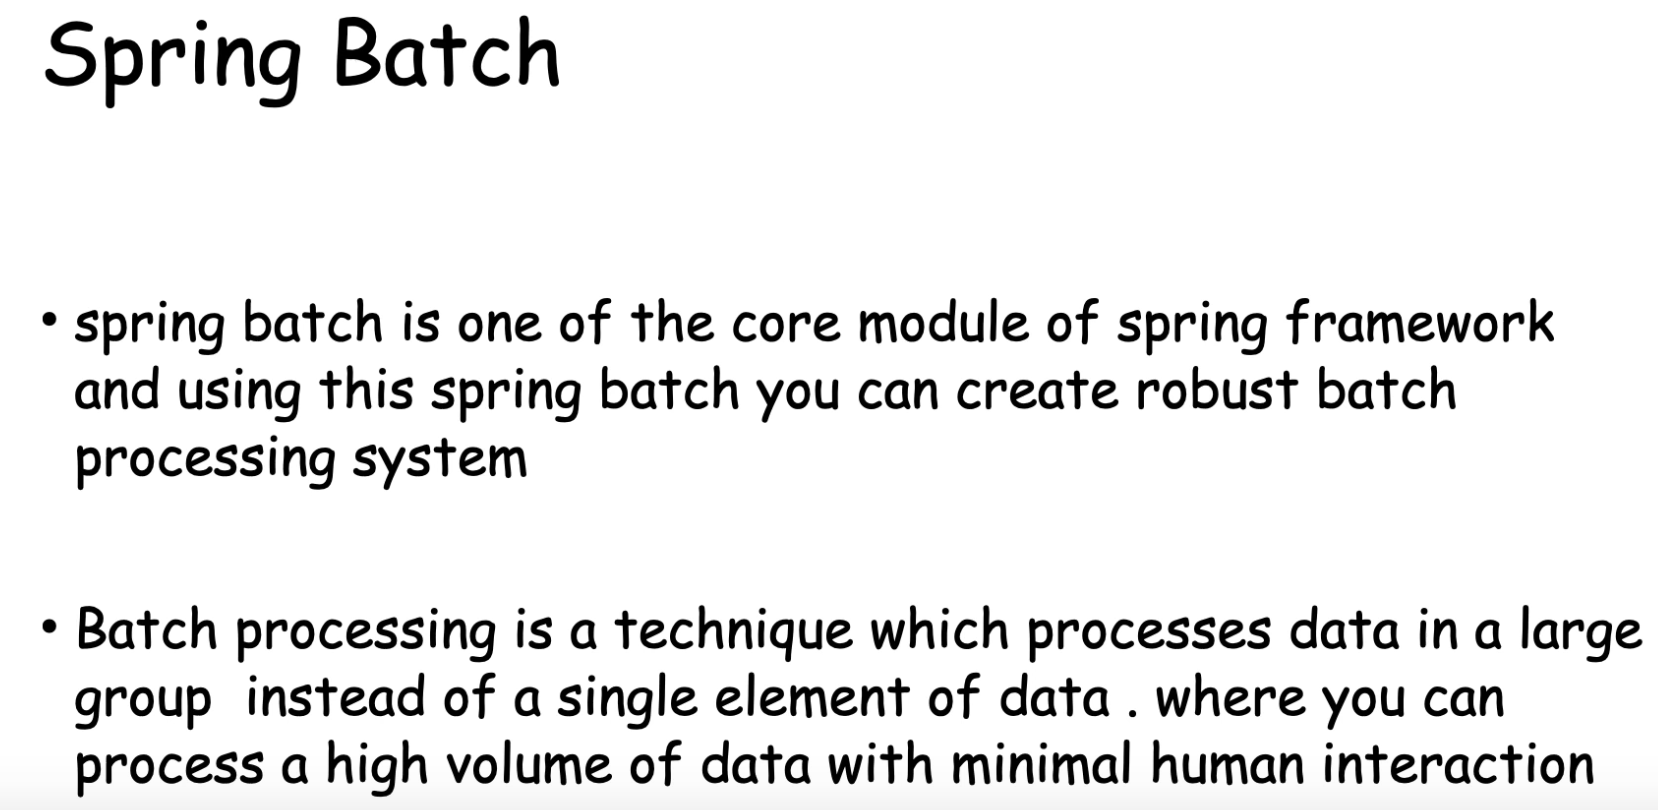 Spring Batch
• spring batch is one of the core module of spring framework
and using this spring batch you can create robust batch
processing system
• Batch processing is a technique which processes data in a large
group  instead of a single element of data . where you can
process a high volume of data with minimal human interaction